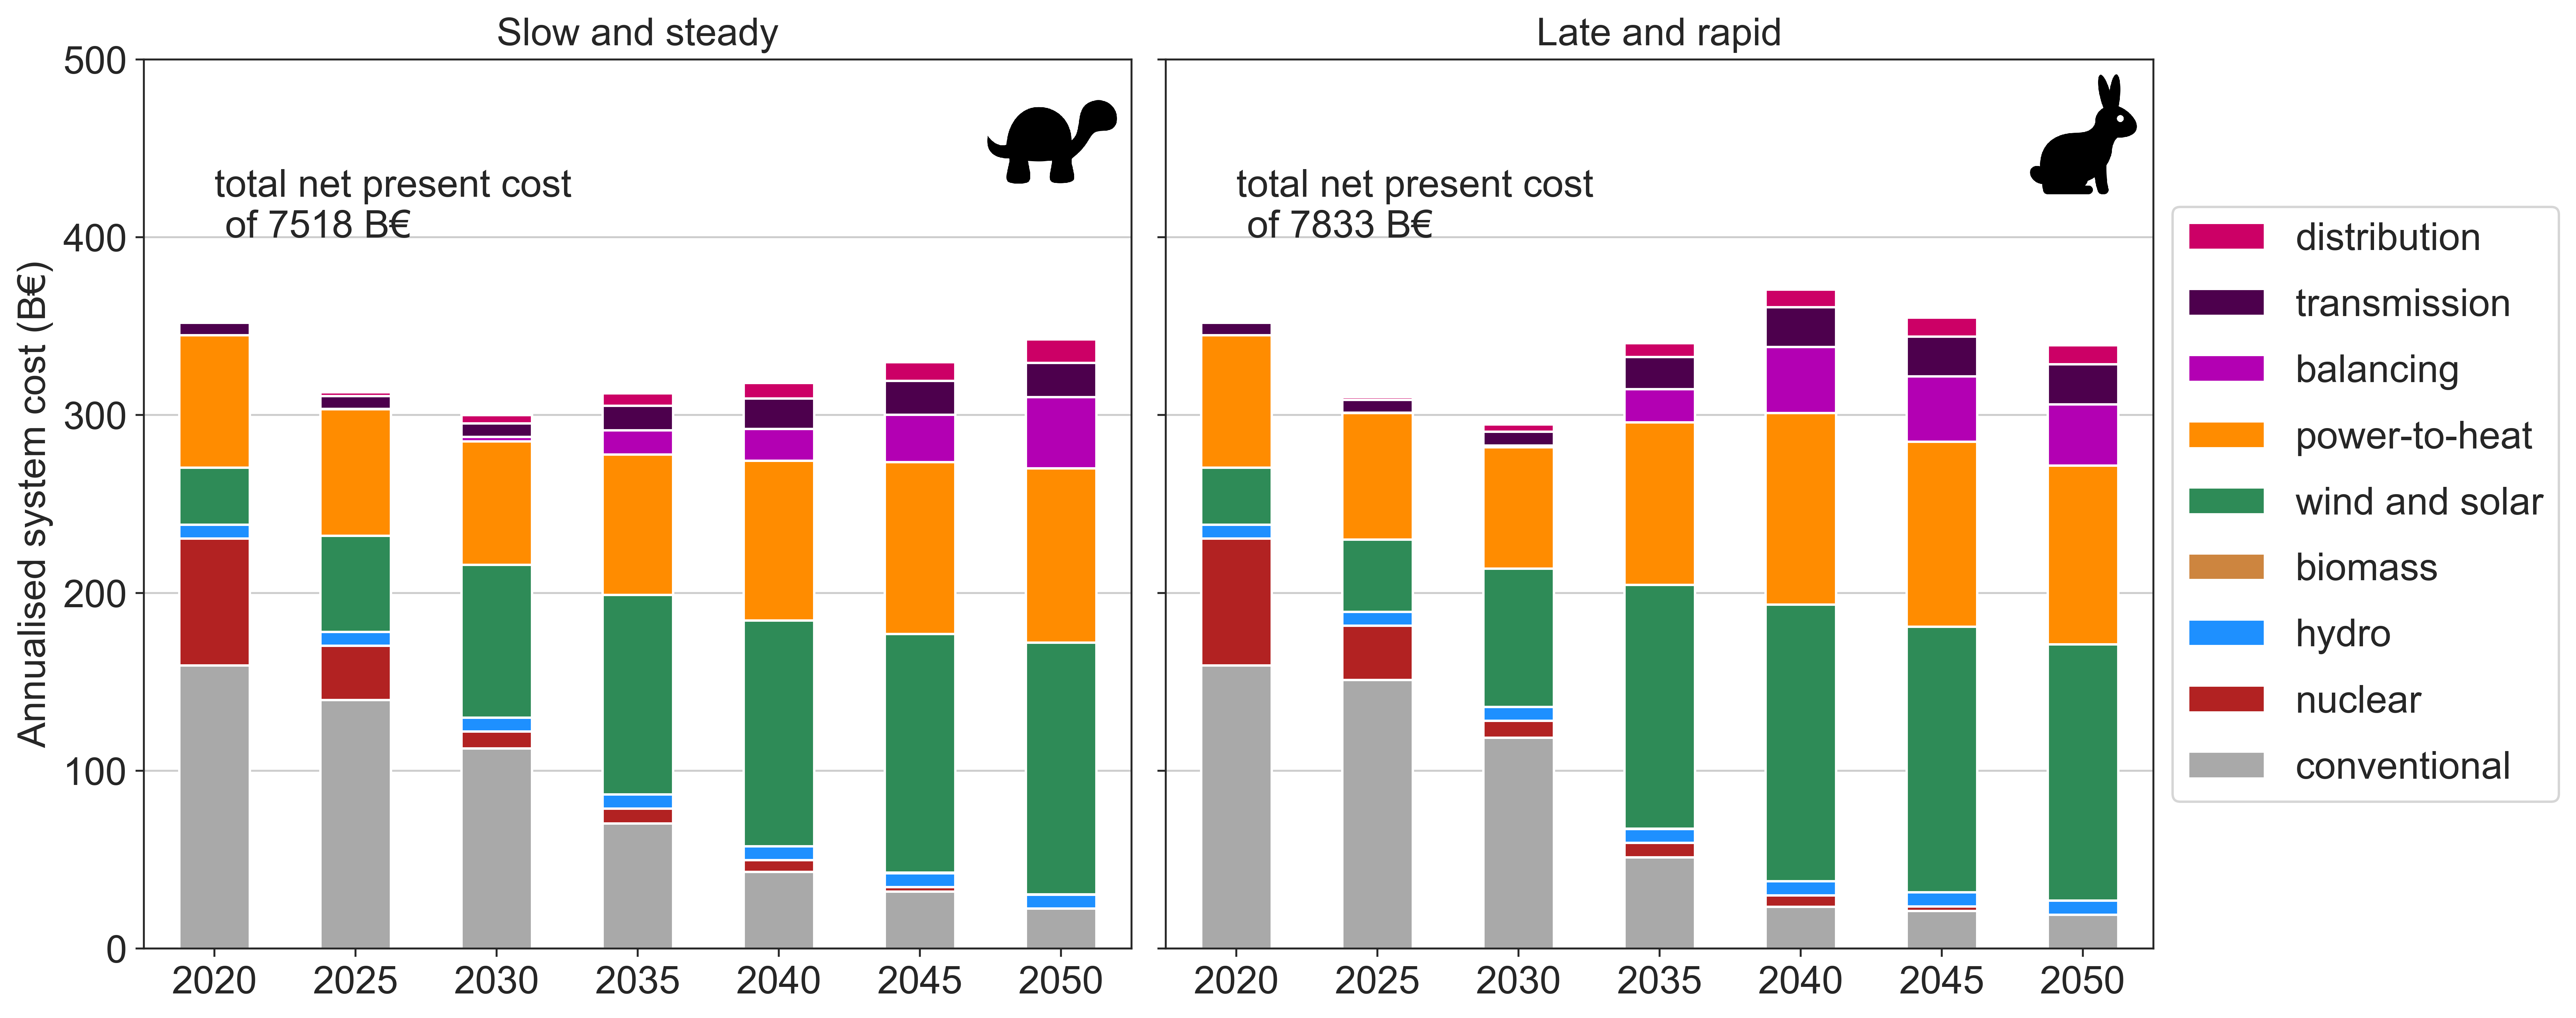 Slow and steady
Late and rapid
Annualised system cost (B€)
500
400
300
200
100
0
total net present cost
of 7518 B€
2020 2025 2030 2035 2040 2045 2050
total net present cost
of 7833 B€
2020 2025 2030 2035 2040 2045 2050
distribution
transmission
balancing
power-to-heat
wind and solar
biomass
hydro
nuclear
conventional